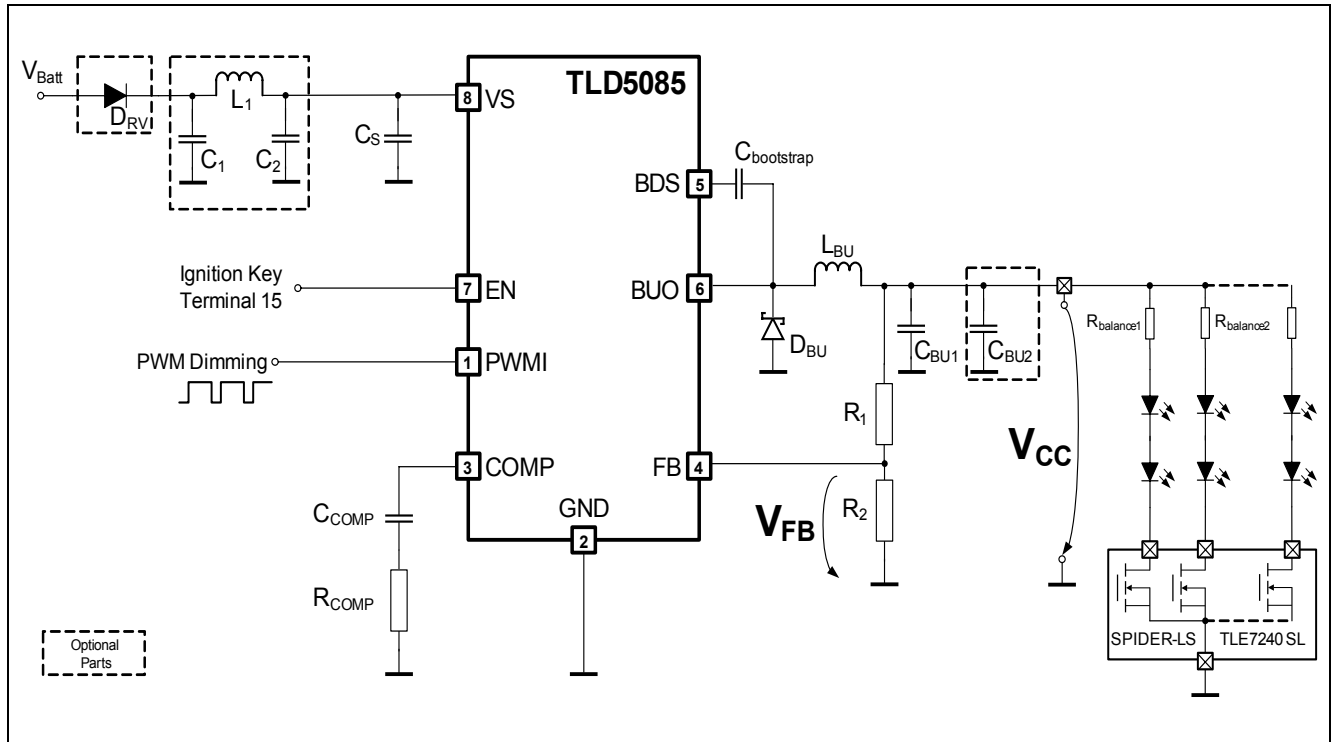 TLD5085
VBatt
DRV
L1
C1
C2
CS
8 VS
BDS 5
Cbootstrap
LBU
BUO 6
DBU
CBU1
CBU2
Rbalance1
Rbalance2
Ignition Key
Terminal 15
7 EN
PWM Dimming
1 PWMI
R1
VCC
3 COMP
FB 4
GND
2
CCOMP
RCOMP
VFB
R2
SPIDER-LS TLE7240 SL
Optional
Parts